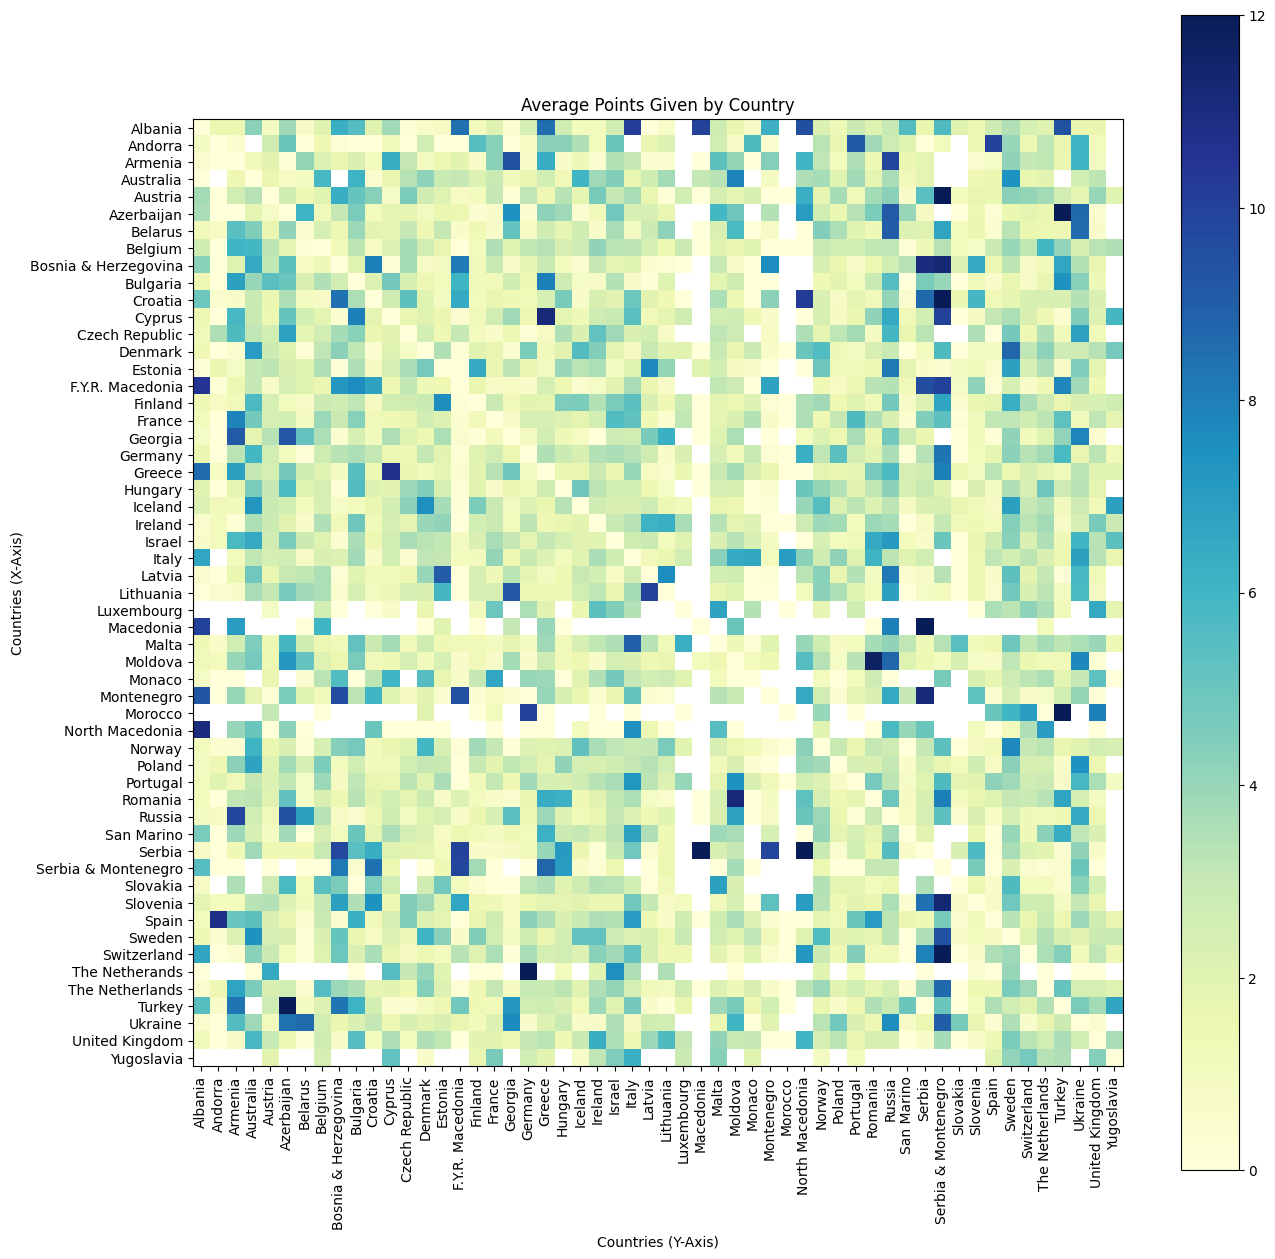 Average Points Given by Country
Albania
Andorra
Armenia
Australia
Austria
Azerbaijan
Belarus
Belgium
Bosnia & Herzegovina
Bulgaria
Croatia
Cyprus
Czech Republic
Denmark
Estonia
F.Y.R. Macedonia
Finland
France
Georgia
Germany
Greece
Hungary
Iceland
Ireland
Israel
Italy
Latvia
Lithuania
Luxembourg
Macedonia
Malta
Moldova
Monaco
Montenegro
Morocco
North Macedonia
Norway
Poland
Portugal
Romania
Russia
San Marino
Serbia
Serbia & Montenegro
Slovakia
Slovenia
Spain
Sweden
Switzerland
The Netherands
The Netherlands
Turkey
Ukraine
United Kingdom
Yugoslavia
Countries (X-Axis)
Albania
Andorra
Armenia
Australia
Austria
Azerbaijan
Belarus
Belgium
Bosnia & Herzegovina
Bulgaria
Croatia
Cyprus
Czech Republic
Denmark
Estonia
F.Y.R. Macedonia
Finland
France
Georgia
Germany
Greece
Hungary
Iceland
Ireland
Israel
Italy
Latvia
Lithuania
Luxembourg
Macedonia
Malta
Moldova
Monaco
Montenegro
Morocco
North Macedonia
Norway
Poland
Portugal
Romania
Russia
San Marino
Serbia
Serbia & Montenegro
Slovakia
Slovenia
Spain
Sweden
Switzerland
The Netherlands
Turkey
Ukraine
United Kingdom
Yugoslavia
Countries (Y-Axis)
12
10
8
6
4
2
0